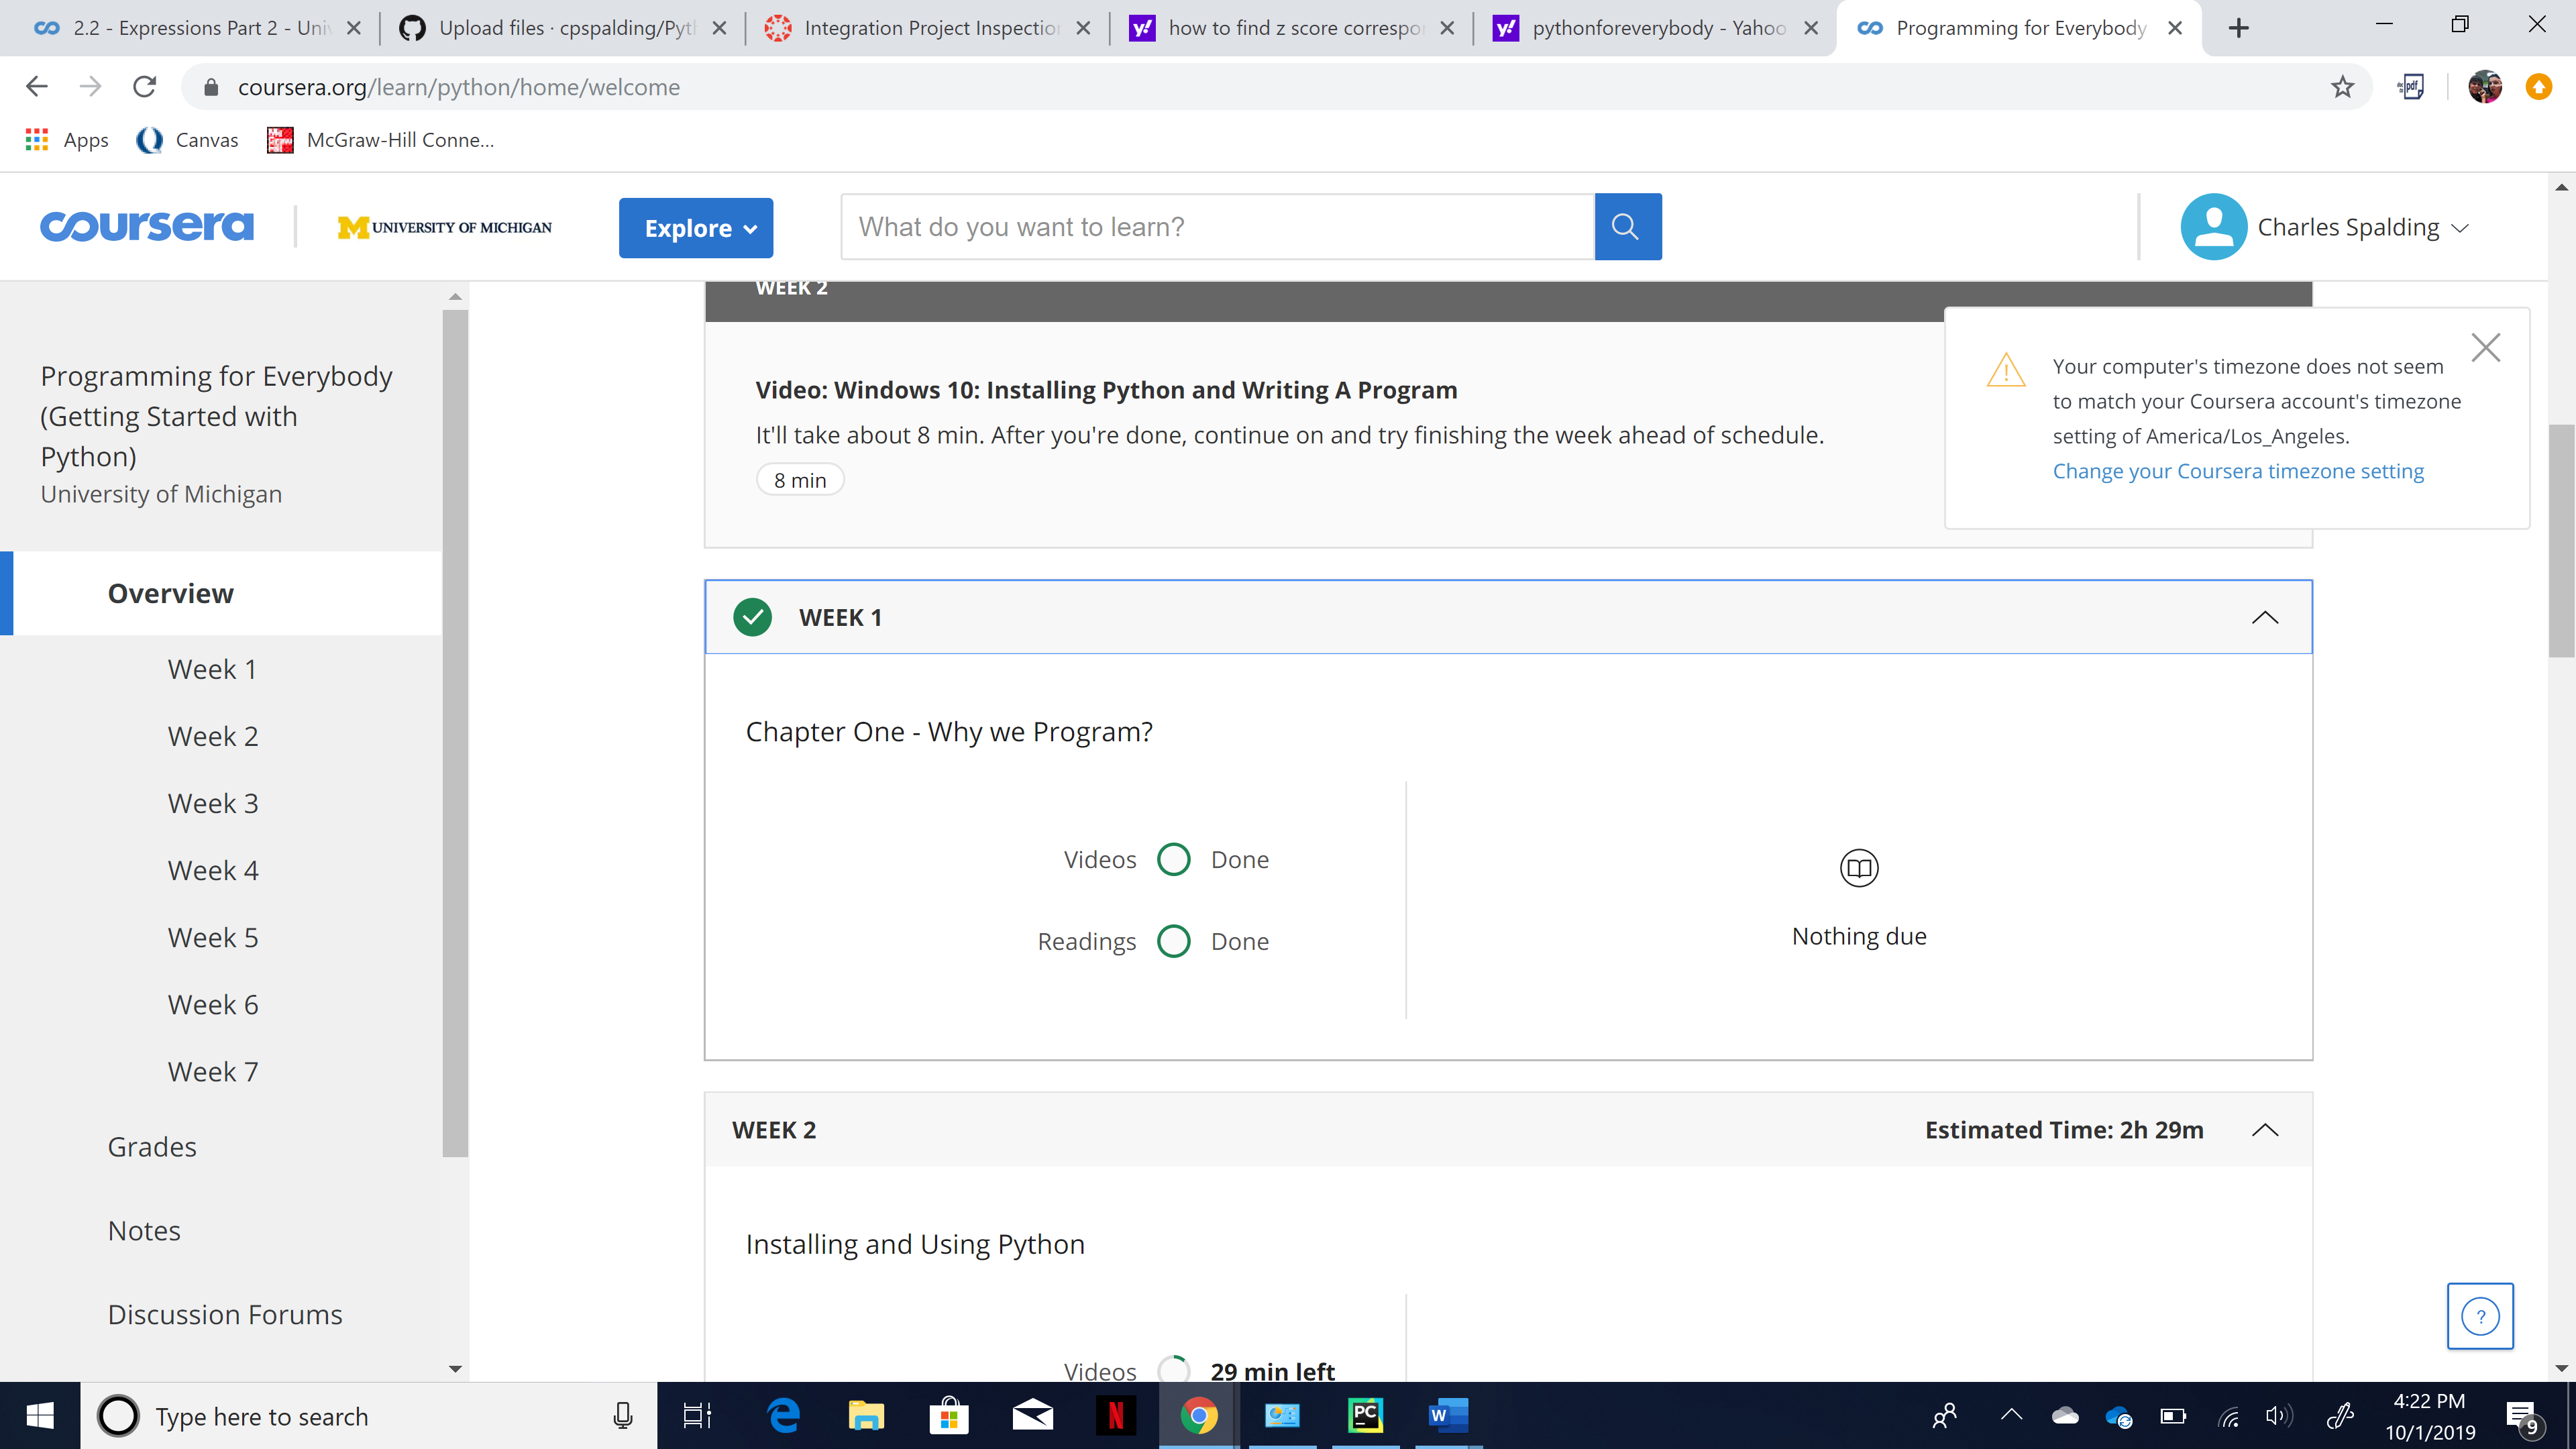 2.2 - Expressions Part 2 - Uni
Upload files · cpspalding/Pyt
Integration Project Inspection
how to find z score correspo
pythonforeverybody - Yahoo
Programming for Everybody
coursera.org/learn/python/home/welcome
pdf
Apps
Canvas
McGraw-Hill Conne...
coursera
M UNIVERSITY OF MICHIGAN
Explore
What do you want to learn?
Charles Spalding
Programming for Everybody
(Getting Started with
Python)
University of Michigan
Overview
Week 1
Week 2
Week 3
Week 4
Week 5
Week 6
Week 7
Grades
Notes
Discussion Forums
WEEK 2
Video: Windows 10: Installing Python and Writing A Program
It'll take about 8 min. After you're done, continue on and try finishing the week ahead of schedule.
8 min
Your computer's timezone does not seem
to match your Coursera account's timezone
setting of America/Los_Angeles.
Change your Coursera timezone setting
WEEK 1
Chapter One - Why we Program?
Videos Done
Readings Done
Nothing due
WEEK 2 Estimated Time: 2h 29m
Installing and Using Python
Videos 29 min left
?
Type here to search
N
PC
W
4:22 PM
10/1/2019
9